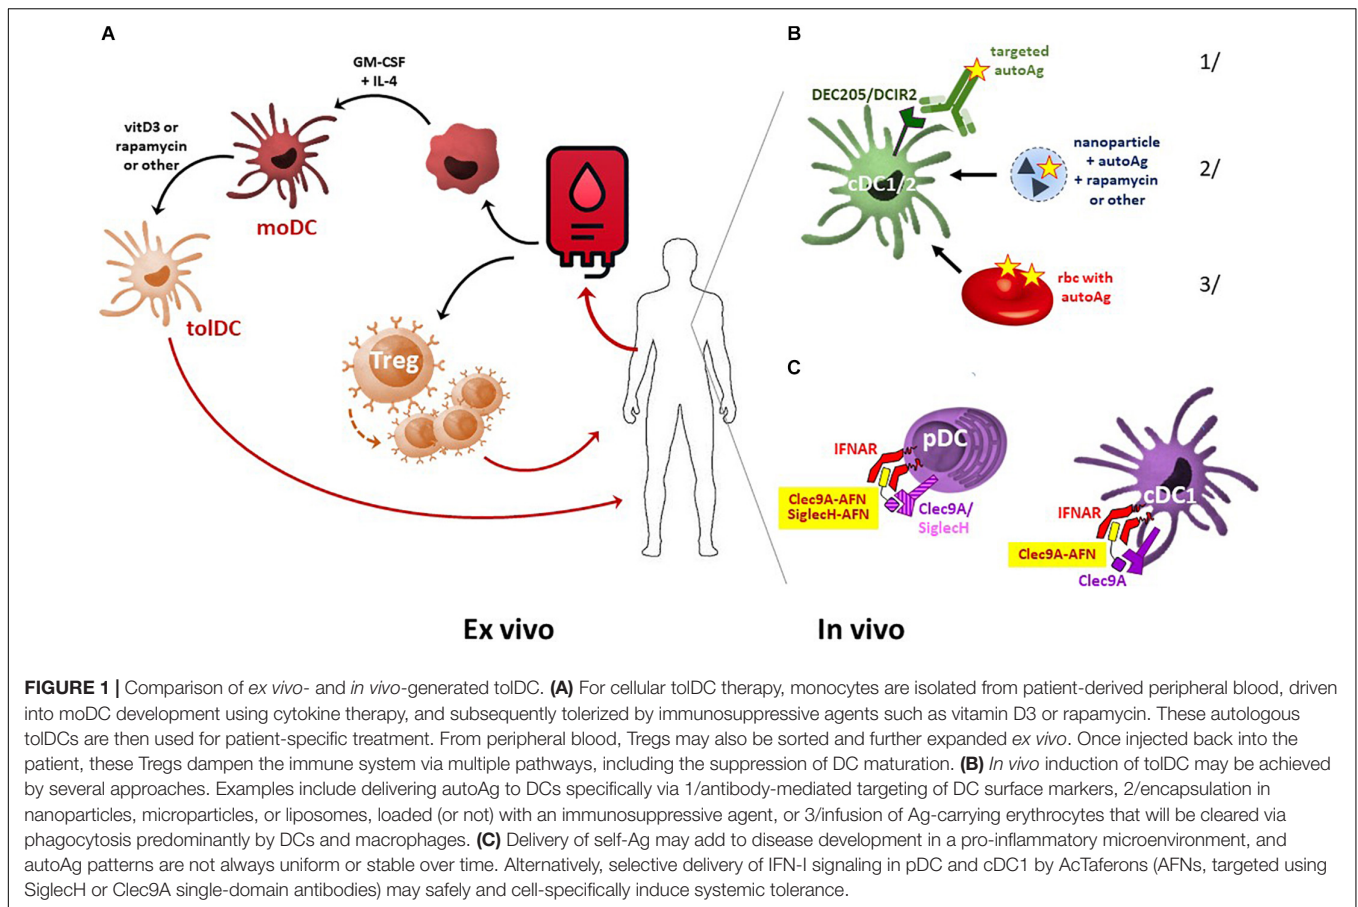 A
GM-CSF
+ IL-4
vitD3 or
rapamycin
or other
moDC
tolDC
Treg
B
targeted
autoAg
1/
DEC205/DCIR2
cDC1/2
nanoparticle
+ autoAg
+ rapamycin
or other
2/
rbc with
autoAg
3/
C
pDC
IFNAR
Clec9A-AFN
SiglecH-AFN
Clec9A/
SiglecH
cDC1
IFNAR
Clec9A-AFN
Clec9A
Ex vivo
In vivo
FIGURE 1 | Comparison of ex vivo- and in vivo-generated tolDC. (A) For cellular tolDC therapy, monocytes are isolated from patient-derived peripheral blood, driven
into moDC development using cytokine therapy, and subsequently tolerized by immunosuppressive agents such as vitamin D3 or rapamycin. These autologous
tolDCs are then used for patient-specific treatment. From peripheral blood, Tregs may also be sorted and further expanded ex vivo. Once injected back into the
patient, these Tregs dampen the immune system via multiple pathways, including the suppression of DC maturation. (B) In vivo induction of tolDC may be achieved
by several approaches. Examples include delivering autoAg to DCs specifically via 1/antibody-mediated targeting of DC surface markers, 2/encapsulation in
nanoparticles, microparticles, or liposomes, loaded (or not) with an immunosuppressive agent, or 3/infusion of Ag-carrying erythrocytes that will be cleared via
phagocytosis predominantly by DCs and macrophages. (C) Delivery of self-Ag may add to disease development in a pro-inflammatory microenvironment, and
autoAg patterns are not always uniform or stable over time. Alternatively, selective delivery of IFN-I signaling in pDC and cDC1 by AcTaferons (AFNs, targeted using
SiglecH or Clec9A single-domain antibodies) may safely and cell-specifically induce systemic tolerance.